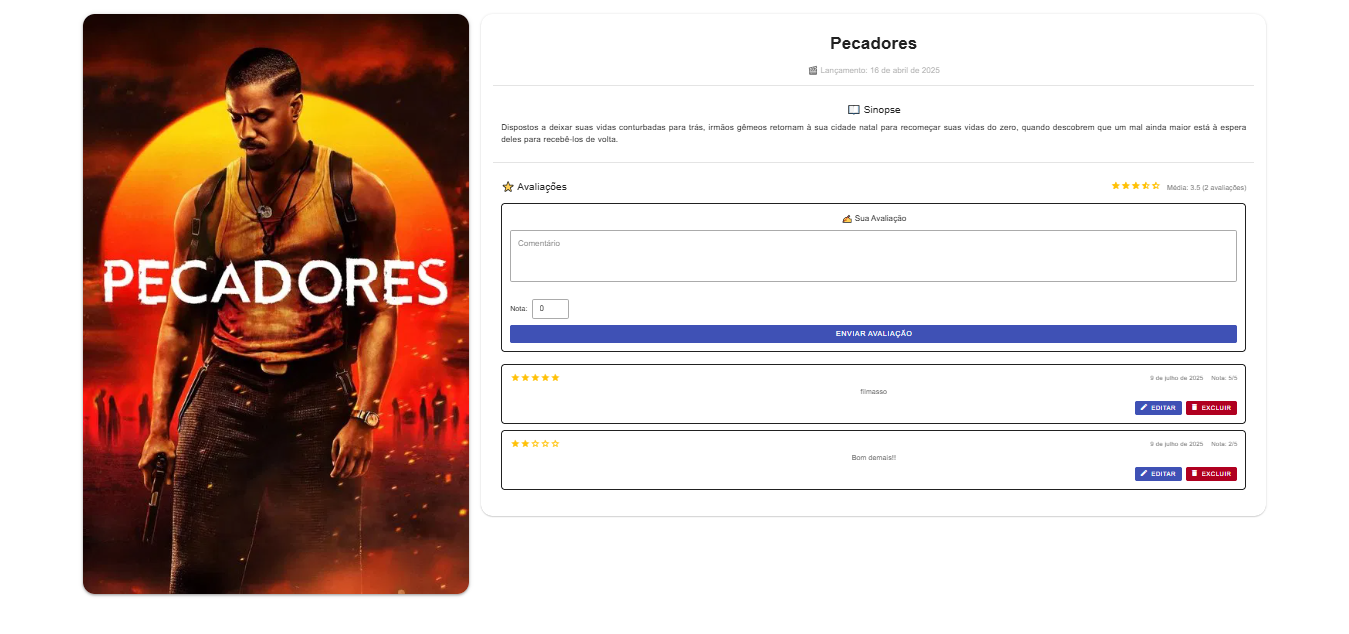 PECADORES
Pecadores
Lançamento: 16 de abril de 2025
Sinopse
Dispostos a deixar suas vidas conturbadas para trás, irmãos gêmeos retornam à sua cidade natal para recomeçar suas vidas do zero, quando descobrem que um mal ainda maior está à espera
deles para recebê-los de volta.
Avaliações
Média: 3.5 (2 avaliações)
Sua Avaliação
Comentário
Nota: 0
ENVIAR AVALIAÇÃO
9 de julho de 2025 Nota: 5/5
filmasso
EDITAR EXCLUIR
9 de julho de 2025 Nota: 2/5
Bom demais!!
EDITAR EXCLUIR